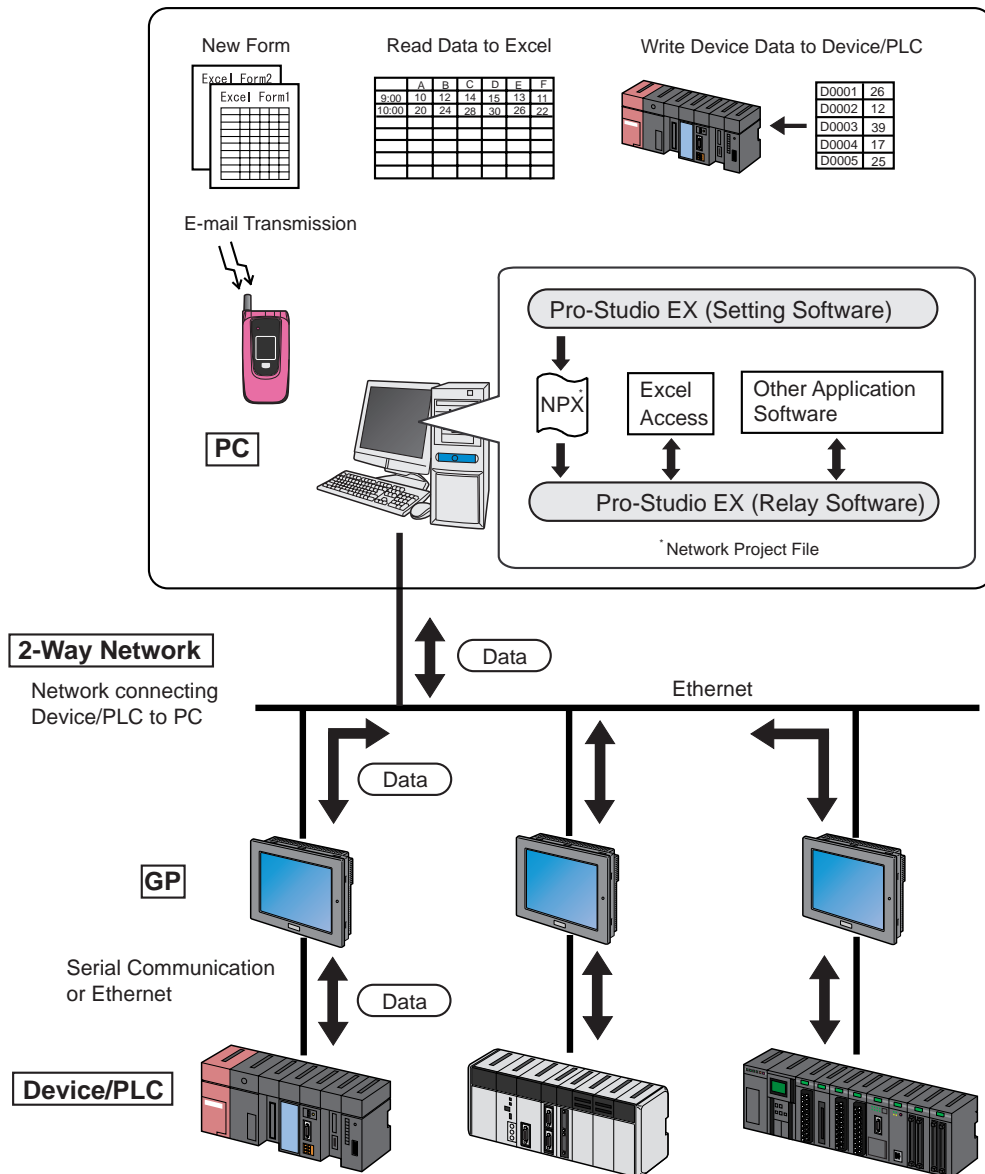 New Form
Read Data to Excel
Write Device Data to Device/PLC
Excel Form2
Excel Form1
A B C D E F
9:00 10 12 14 15 13 11
10:00 20 24 28 30 26 22
D0001 26
D0002 12
D0003 39
D0004 17
D0005 25
E-mail Transmission
PC
Pro-Studio EX (Setting Software)
NPX*
Excel
Access
Other Application
Software
Pro-Studio EX (Relay Software)
* Network Project File
2-Way Network
Data
Network connecting
Device/PLC to PC
Ethernet
Data
GP
Serial Communication
or Ethernet
Data
Device/PLC